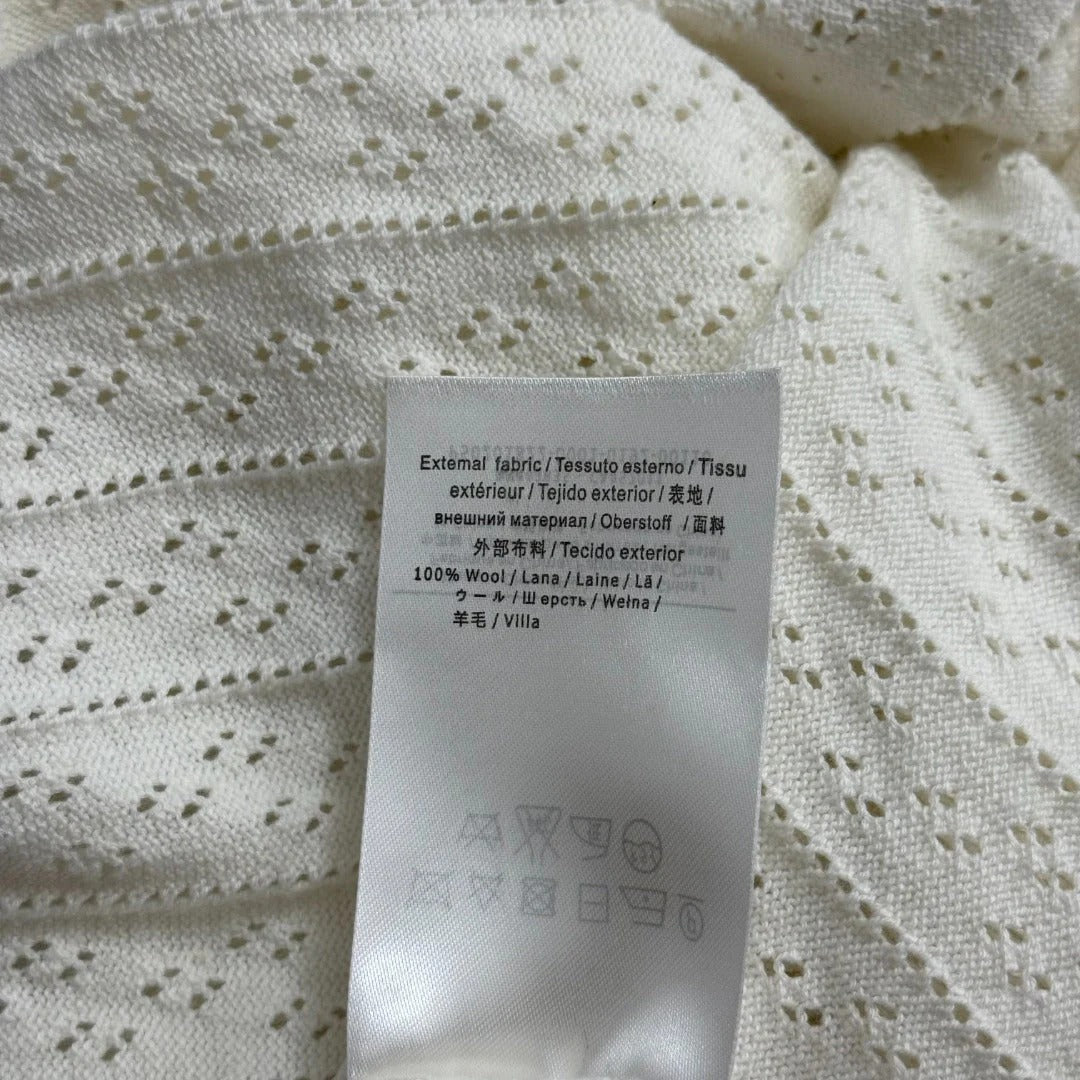 External fabric / Tessuto esterno / Tissu
extérieur / Tejido exterior / 表地 /
внешний материал / Oberstoff / 面料
外部布料 / Tecido exterior
100% Wool / Lana / Laine / Lã /
ウール / Шерсть / Wełna /
羊毛 / Villa